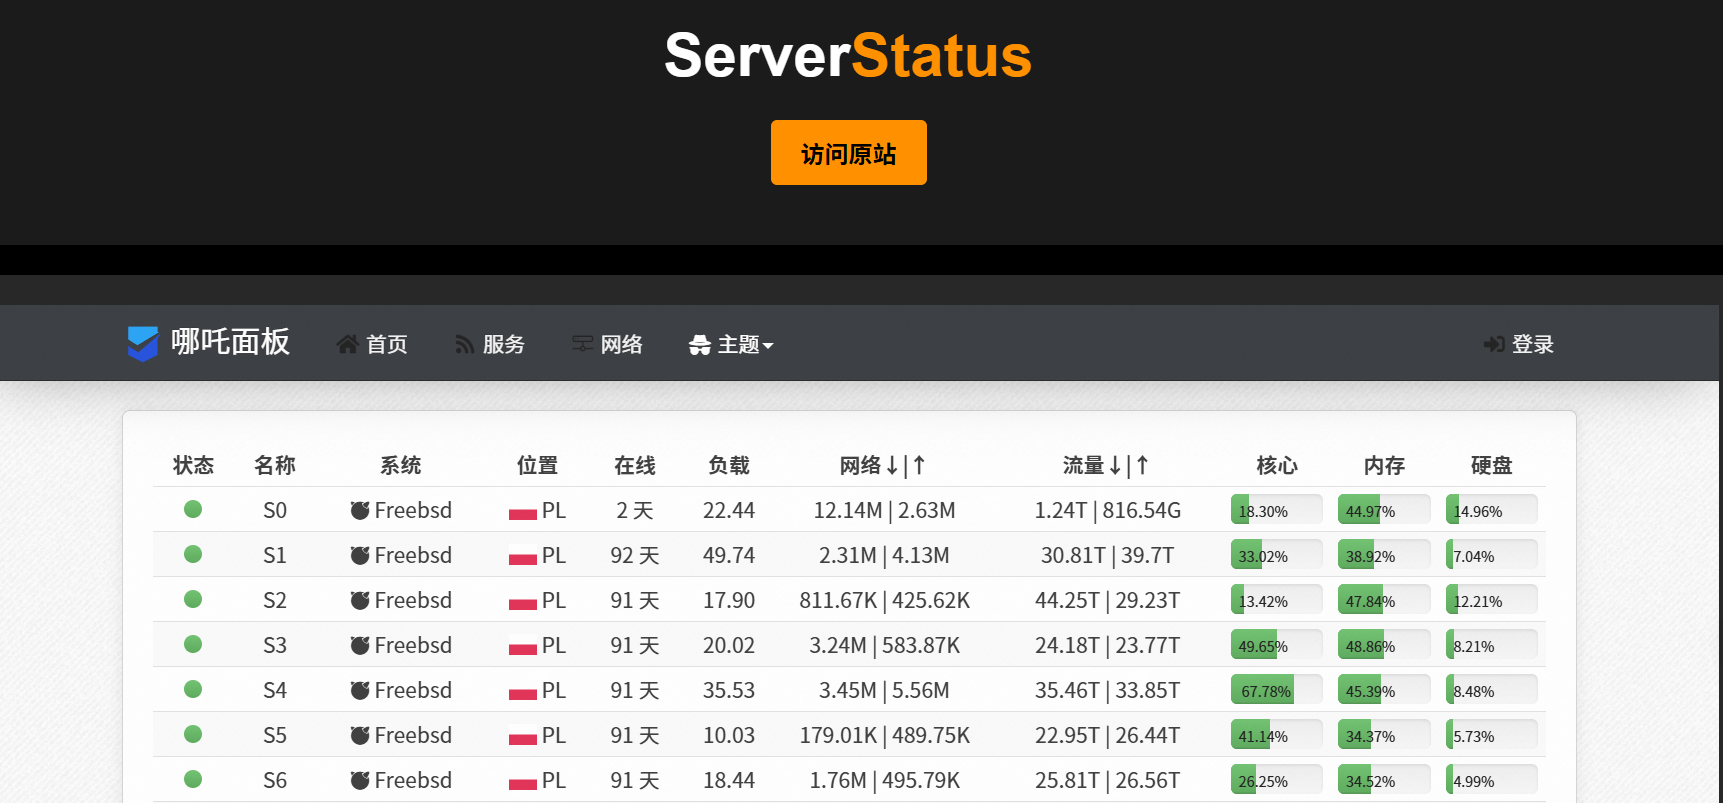 ServerStatus
访问原站
哪吒面板 首页 服务 网络 主题 登录
状态 名称 系统 位置 在线 负载 网络↓|↑ 流量↓|↑ 核心 内存 硬盘
S0 Freebsd PL 2 天 22.44 12.14M | 2.63M 1.24T | 816.54G 18.30% 44.97% 14.96%
S1 Freebsd PL 92 天 49.74 2.31M | 4.13M 30.81T | 39.7T 33.02% 38.92% 7.04%
S2 Freebsd PL 91 天 17.90 811.67K | 425.62K 44.25T | 29.23T 13.42% 47.84% 12.21%
S3 Freebsd PL 91 天 20.02 3.24M | 583.87K 24.18T | 23.77T 49.65% 48.86% 8.21%
S4 Freebsd PL 91 天 35.53 3.45M | 5.56M 35.46T | 33.85T 67.78% 45.39% 8.48%
S5 Freebsd PL 91 天 10.03 179.01K | 489.75K 22.95T | 26.44T 41.14% 34.37% 5.73%
S6 Freebsd PL 91 天 18.44 1.76M | 495.79K 25.81T | 26.56T 26.25% 34.52% 4.99%